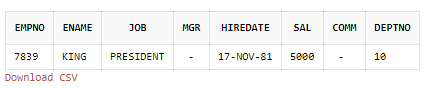 EMPNO ENAME JOB MGR HIREDATE SAL COMM DEPTNO
7839 KING PRESIDENT - 17-NOV-81 5000 - 10
Download CSV